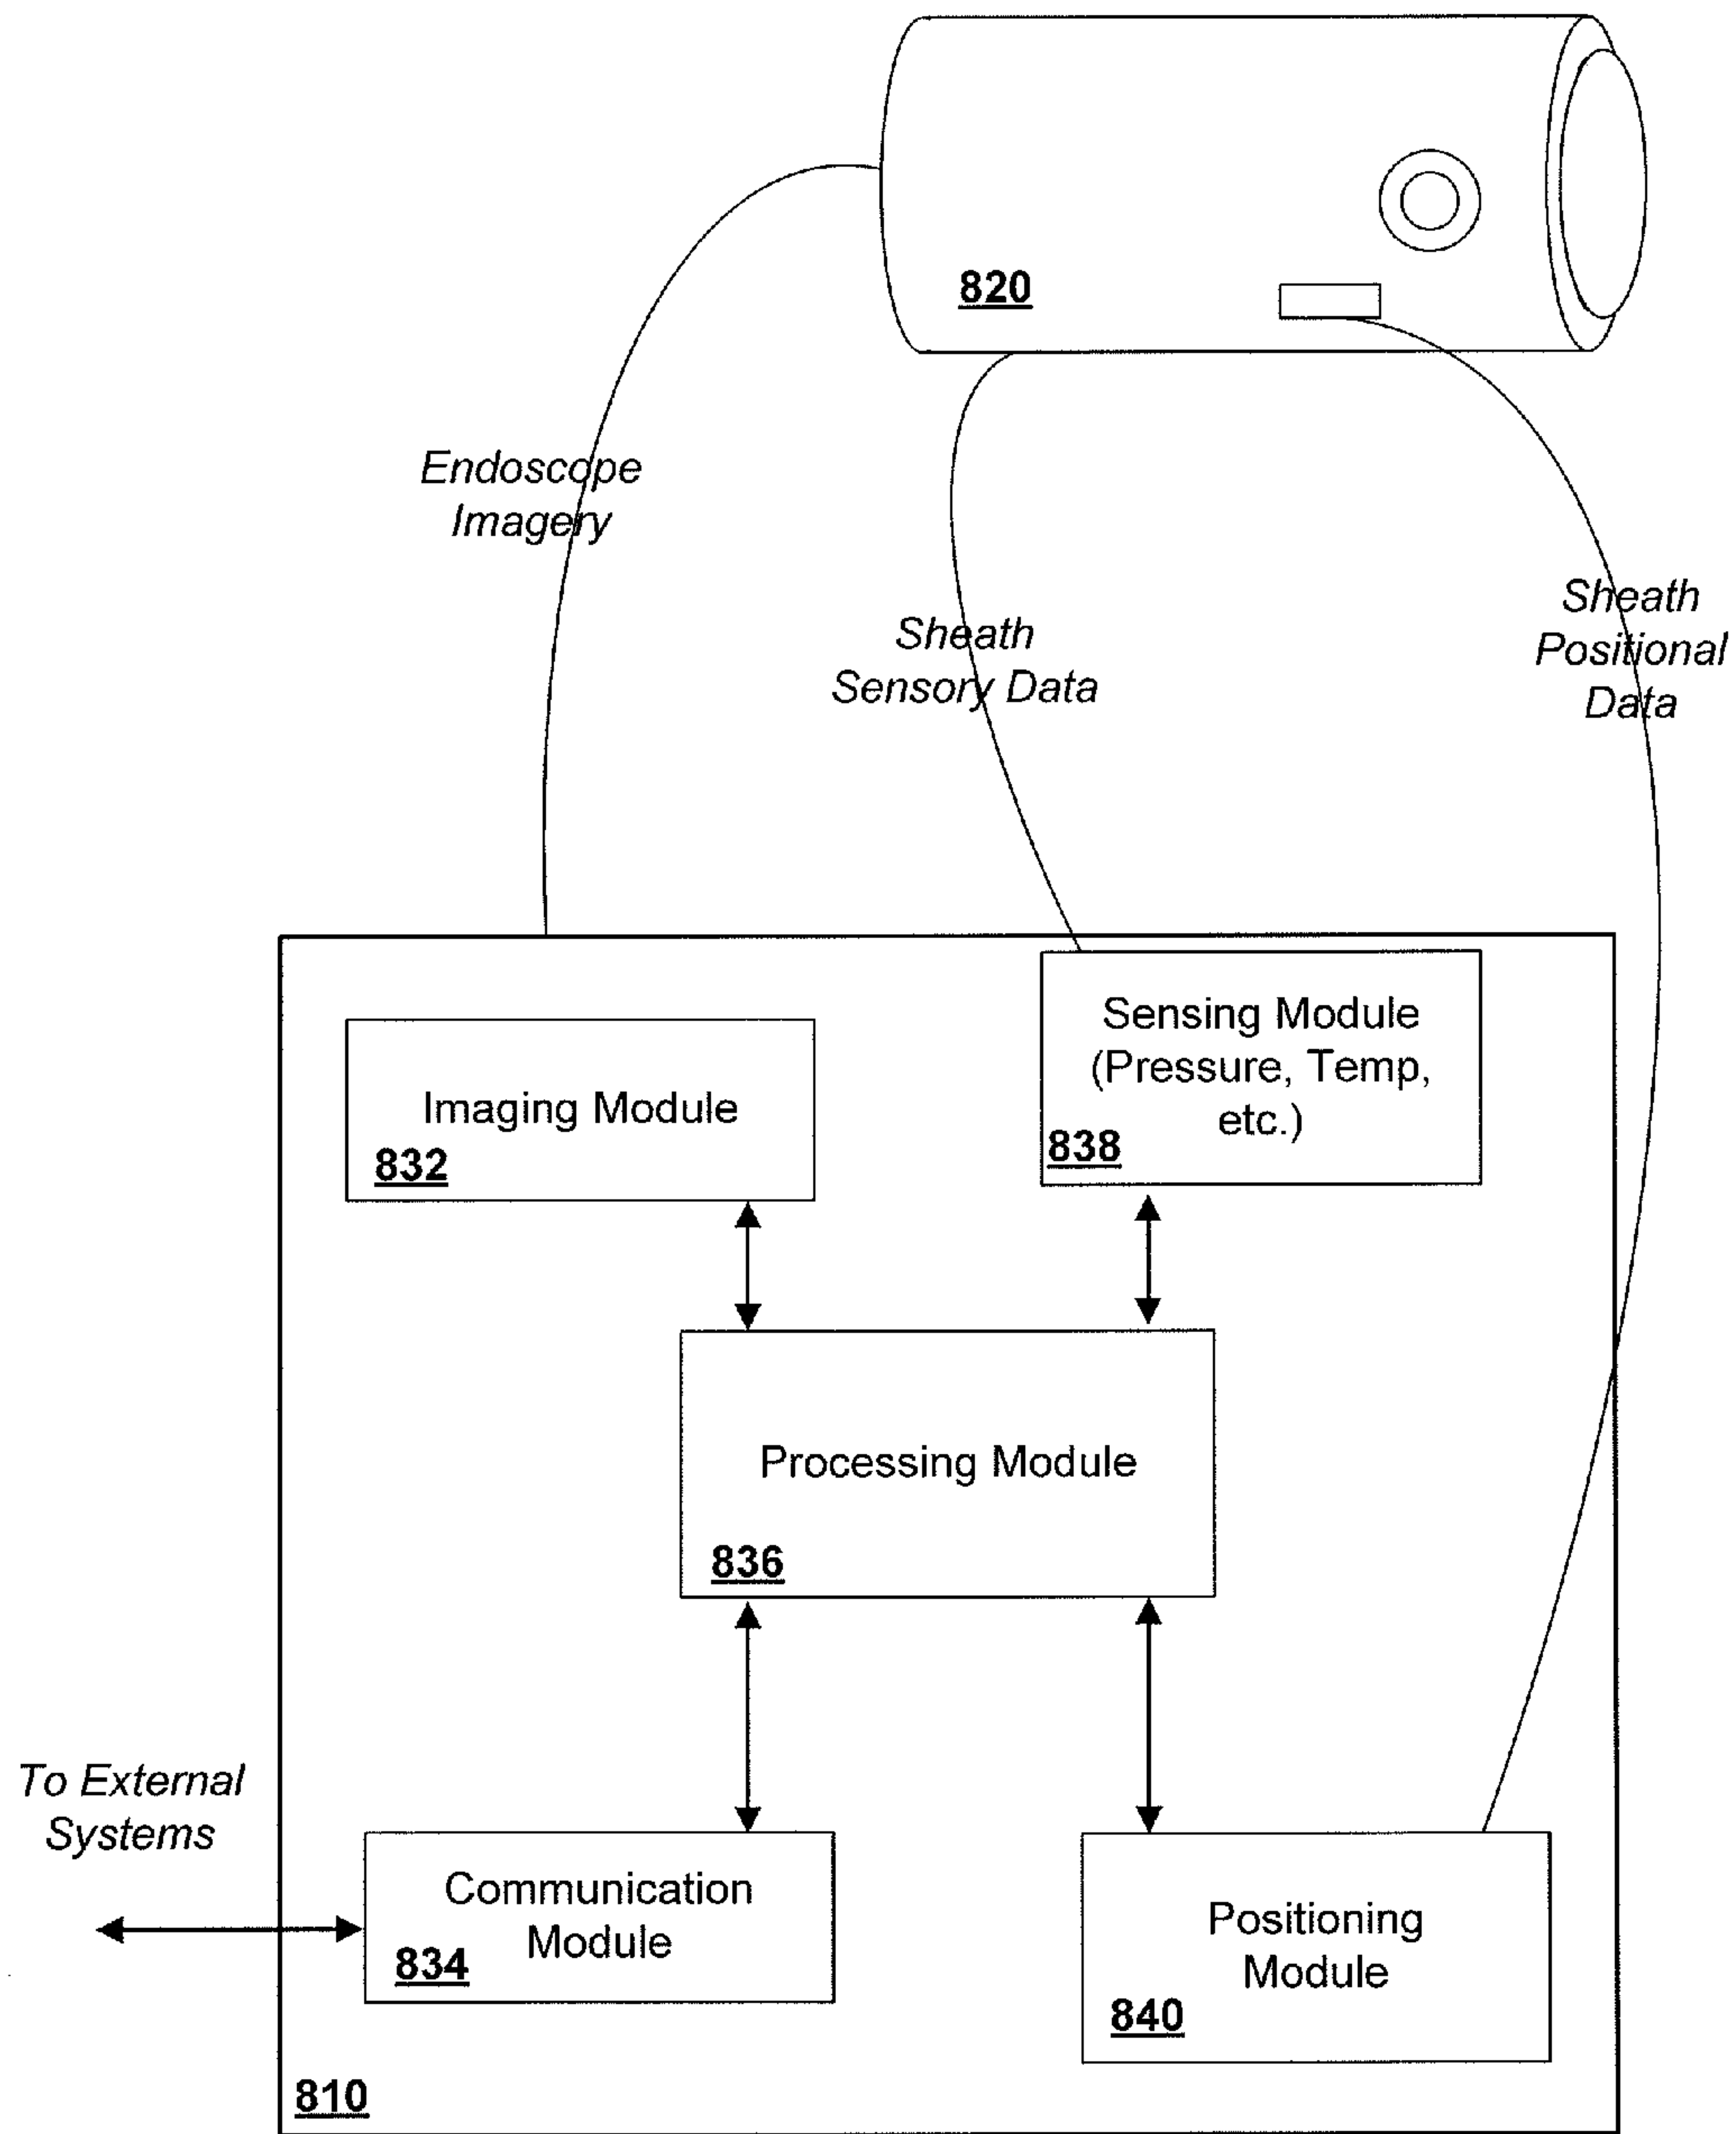 820
Endoscope
Imagery
Sheath
Sensory Data
Sheath
Positional
Data
Imaging Module
832
Sensing Module
(Pressure, Temp,
etc.)
838
Processing Module
836
To External
Systems
Communication
Module
834
Positioning
Module
840
810